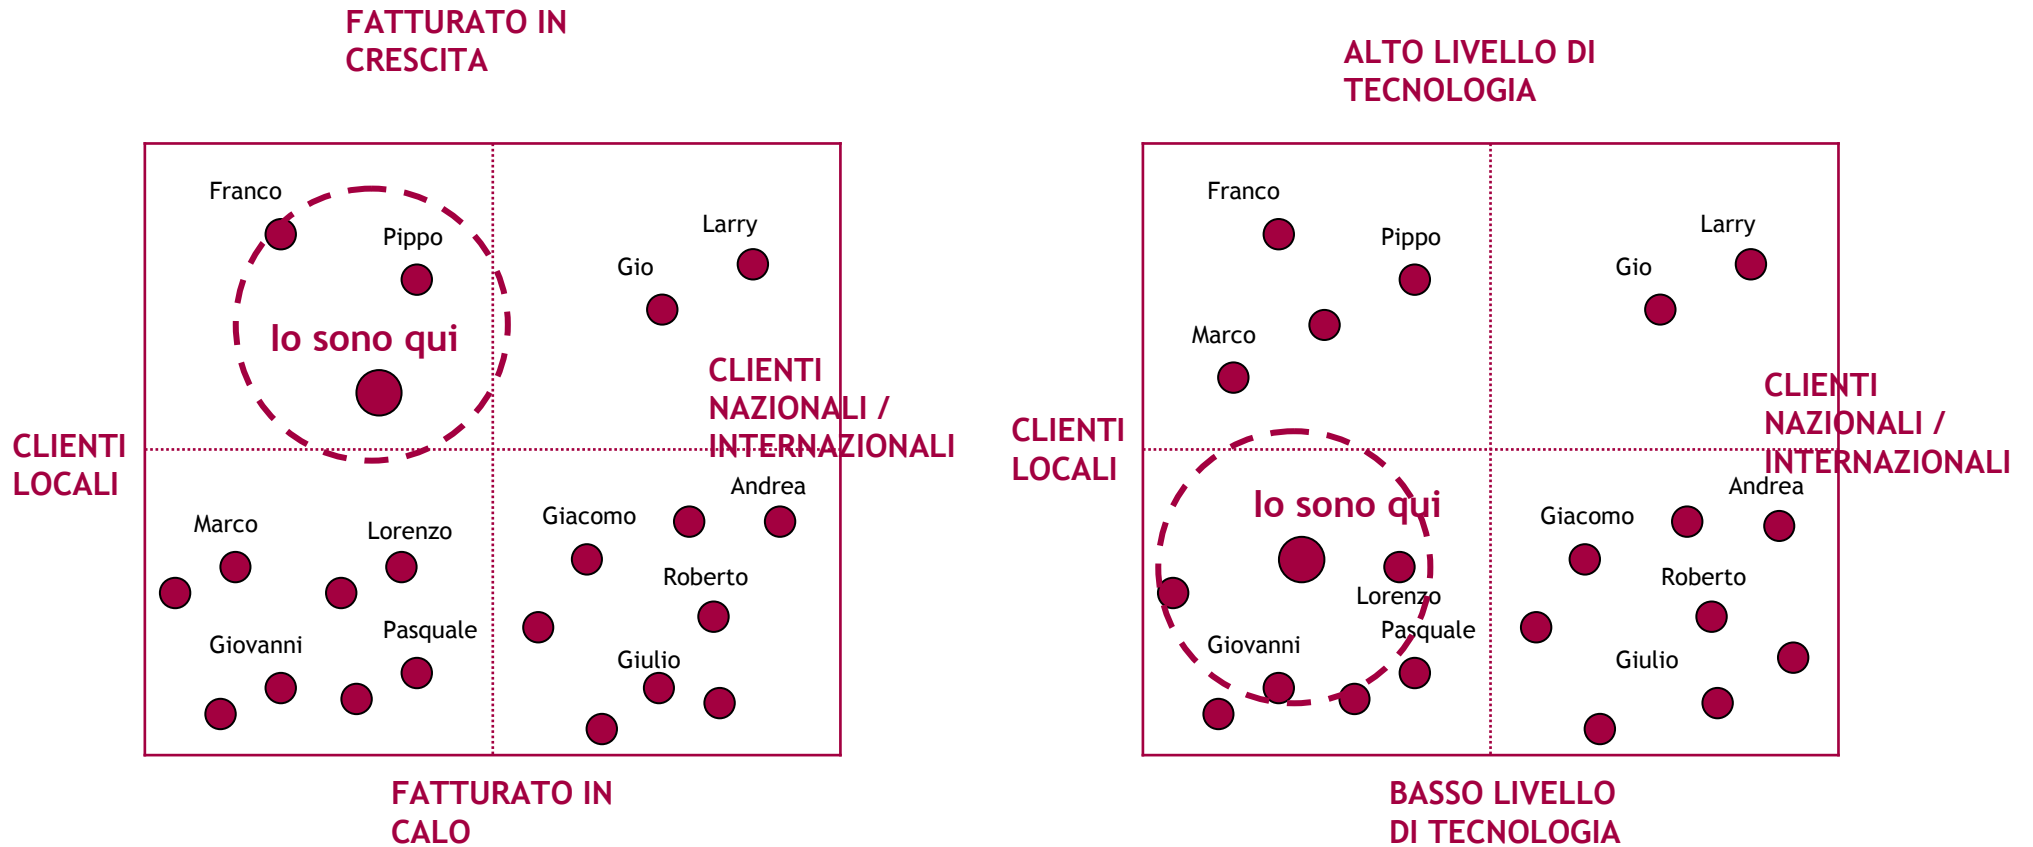 FATTURATO IN
CRESCITA
Franco
Pippo
Larry
Gio
Io sono qui
CLIENTI
NAZIONALI /
INTERNAZIONALI
CLIENTI
LOCALI
Andrea
Giacomo
Marco
Lorenzo
Roberto
Giovanni
Pasquale
Giulio
FATTURATO IN
CALO
ALTO LIVELLO DI
TECNOLOGIA
Franco
Pippo
Larry
Gio
Marco
CLIENTI
NAZIONALI /
INTERNAZIONALI
CLIENTI
LOCALI
Io sono qui
Andrea
Giacomo
Roberto
Lorenzo
Pasquale
Giovanni
Giulio
BASSO LIVELLO
DI TECNOLOGIA